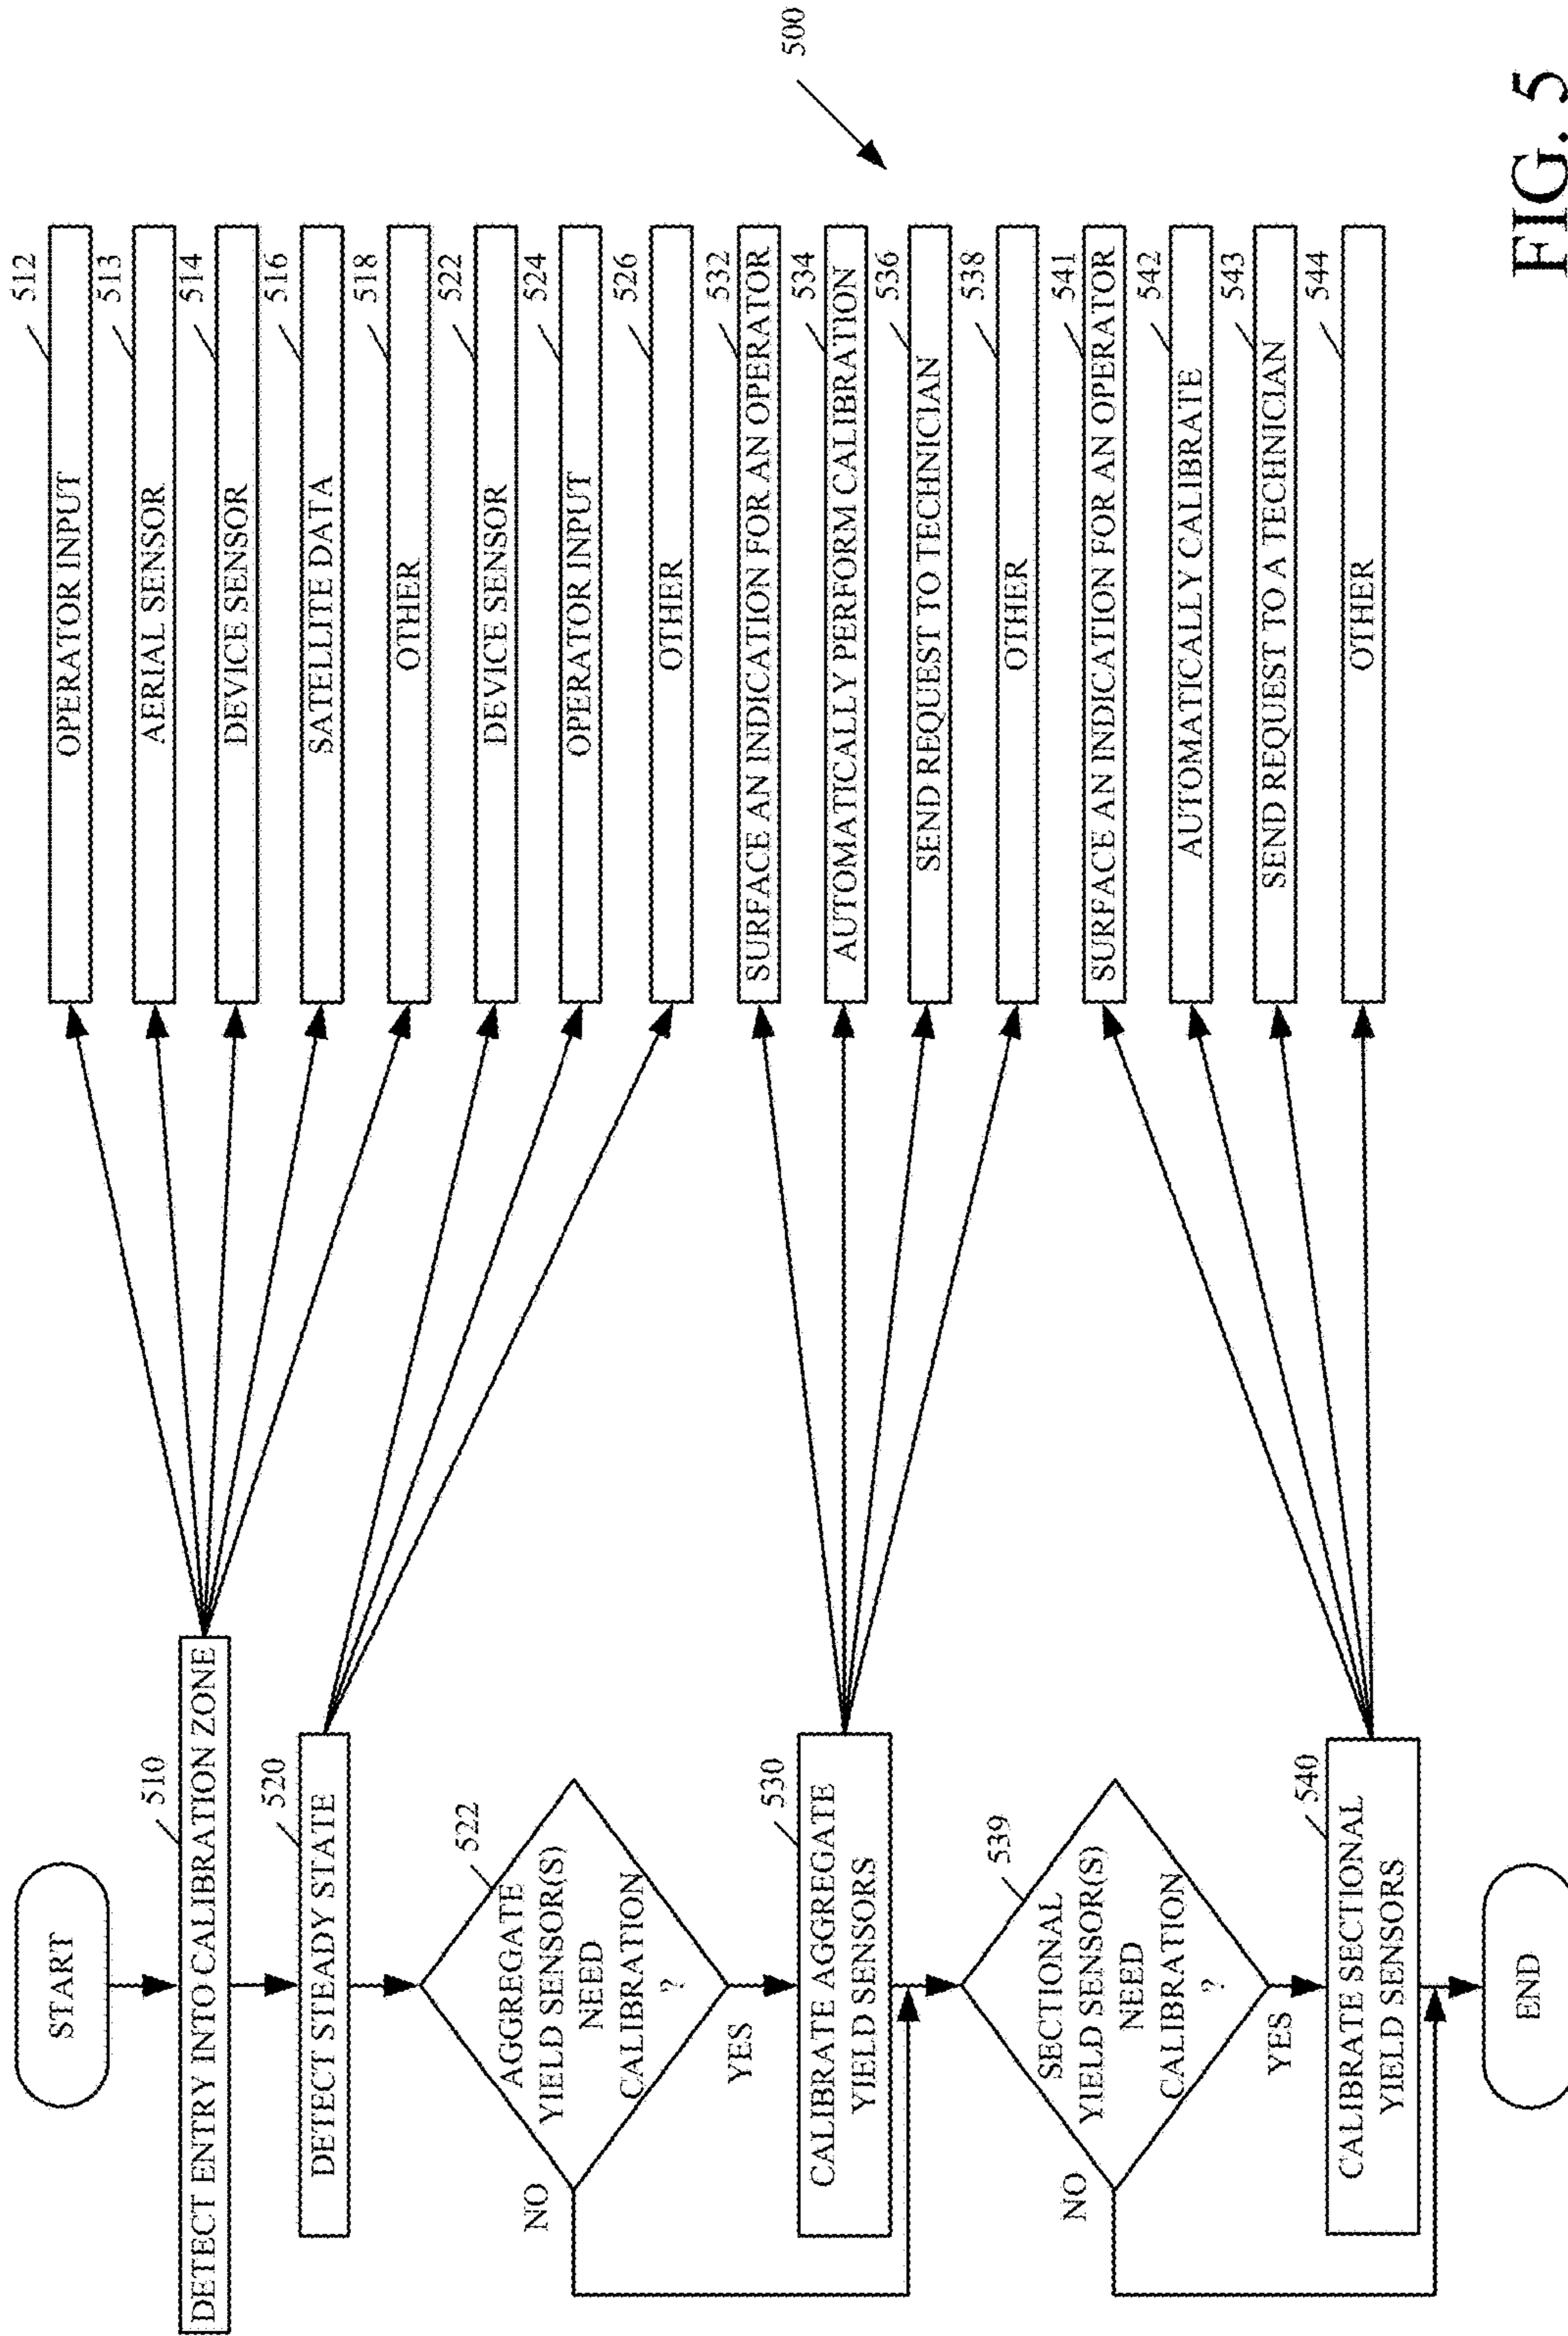 START
510
DETECT ENTRY INTO CALIBRATION ZONE
512
OPERATOR INPUT
513
AERIAL SENSOR
514
DEVICE SENSOR
516
SATELLITE DATA
518
OTHER
520
DETECT STEADY STATE
522
DEVICE SENSOR
524
OPERATOR INPUT
526
OTHER
522
AGGREGATE
YIELD SENSOR(S)
NEED
CALIBRATION
?
NO
YES
530
CALIBRATE AGGREGATE
YIELD SENSORS
532
SURFACE AN INDICATION FOR AN OPERATOR
534
AUTOMATICALLY PERFORM CALIBRATION
536
SEND REQUEST TO TECHNICIAN
538
OTHER
539
SECTIONAL
YIELD SENSOR(S)
NEED
CALIBRATION
?
NO
YES
540
CALIBRATE SECTIONAL
YIELD SENSORS
541
SURFACE AN INDICATION FOR AN OPERATOR
542
AUTOMATICALLY CALIBRATE
543
SEND REQUEST TO A TECHNICIAN
544
OTHER
END
500
FIG. 5